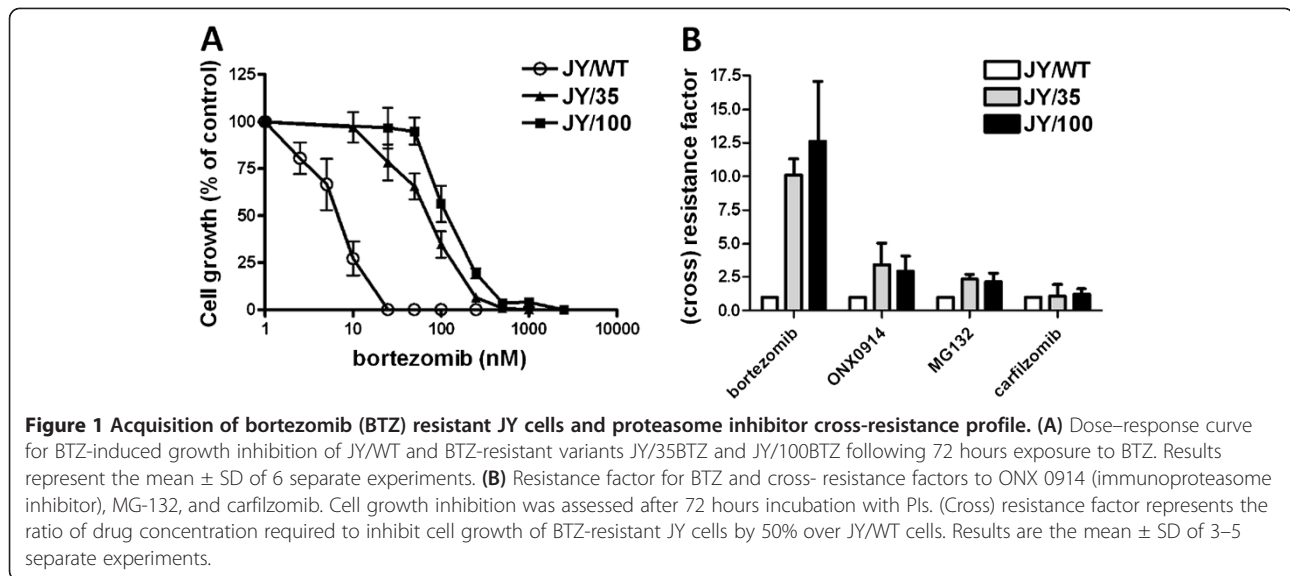 A
JY/WT
JY/35
JY/100
125
100
75
50
25
0
Cell growth (% of control)
1
10
100
1000
10000
bortezomib (nM)
B
JY/WT
JY/35
JY/100
17.5
15.0
12.5
10.0
7.5
5.0
2.5
0.0
(cross) resistance factor
bortezomib
ONX0914
MG132
carfilzomib
Figure 1 Acquisition of bortezomib (BTZ) resistant JY cells and proteasome inhibitor cross-resistance profile. (A) Dose–response curve
for BTZ-induced growth inhibition of JY/WT and BTZ-resistant variants JY/35BTZ and JY/100BTZ following 72 hours exposure to BTZ. Results
represent the mean ± SD of 6 separate experiments. (B) Resistance factor for BTZ and cross- resistance factors to ONX 0914 (immunoproteasome
inhibitor), MG-132, and carfilzomib. Cell growth inhibition was assessed after 72 hours incubation with PIs. (Cross) resistance factor represents the
ratio of drug concentration required to inhibit cell growth of BTZ-resistant JY cells by 50% over JY/WT cells. Results are the mean ± SD of 3–5
separate experiments.